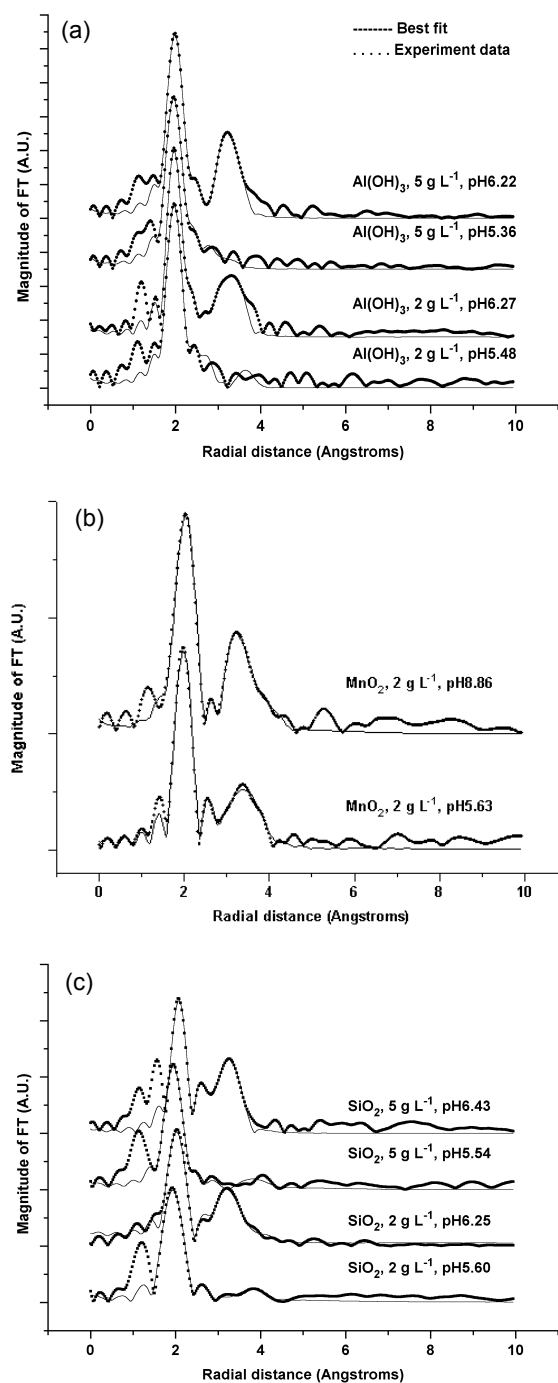 (a)
Best fit
Experiment data
Magnitude of FT (A.U.)
Al(OH)₃, 5 g L⁻¹, pH6.22
Al(OH)₃, 5 g L⁻¹, pH5.36
Al(OH)₃, 2 g L⁻¹, pH6.27
Al(OH)₃, 2 g L⁻¹, pH5.48
0 2 4 6 8 10
Radial distance (Angstroms)
(b)
Magnitude of FT (A.U.)
MnO₂, 2 g L⁻¹, pH8.86
MnO₂, 2 g L⁻¹, pH5.63
0 2 4 6 8 10
Radial distance (Angstroms)
(c)
Magnitude of FT (A.U.)
SiO₂, 5 g L⁻¹, pH6.43
SiO₂, 5 g L⁻¹, pH5.54
SiO₂, 2 g L⁻¹, pH6.25
SiO₂, 2 g L⁻¹, pH5.60
0 2 4 6 8 10
Radial distance (Angstroms)